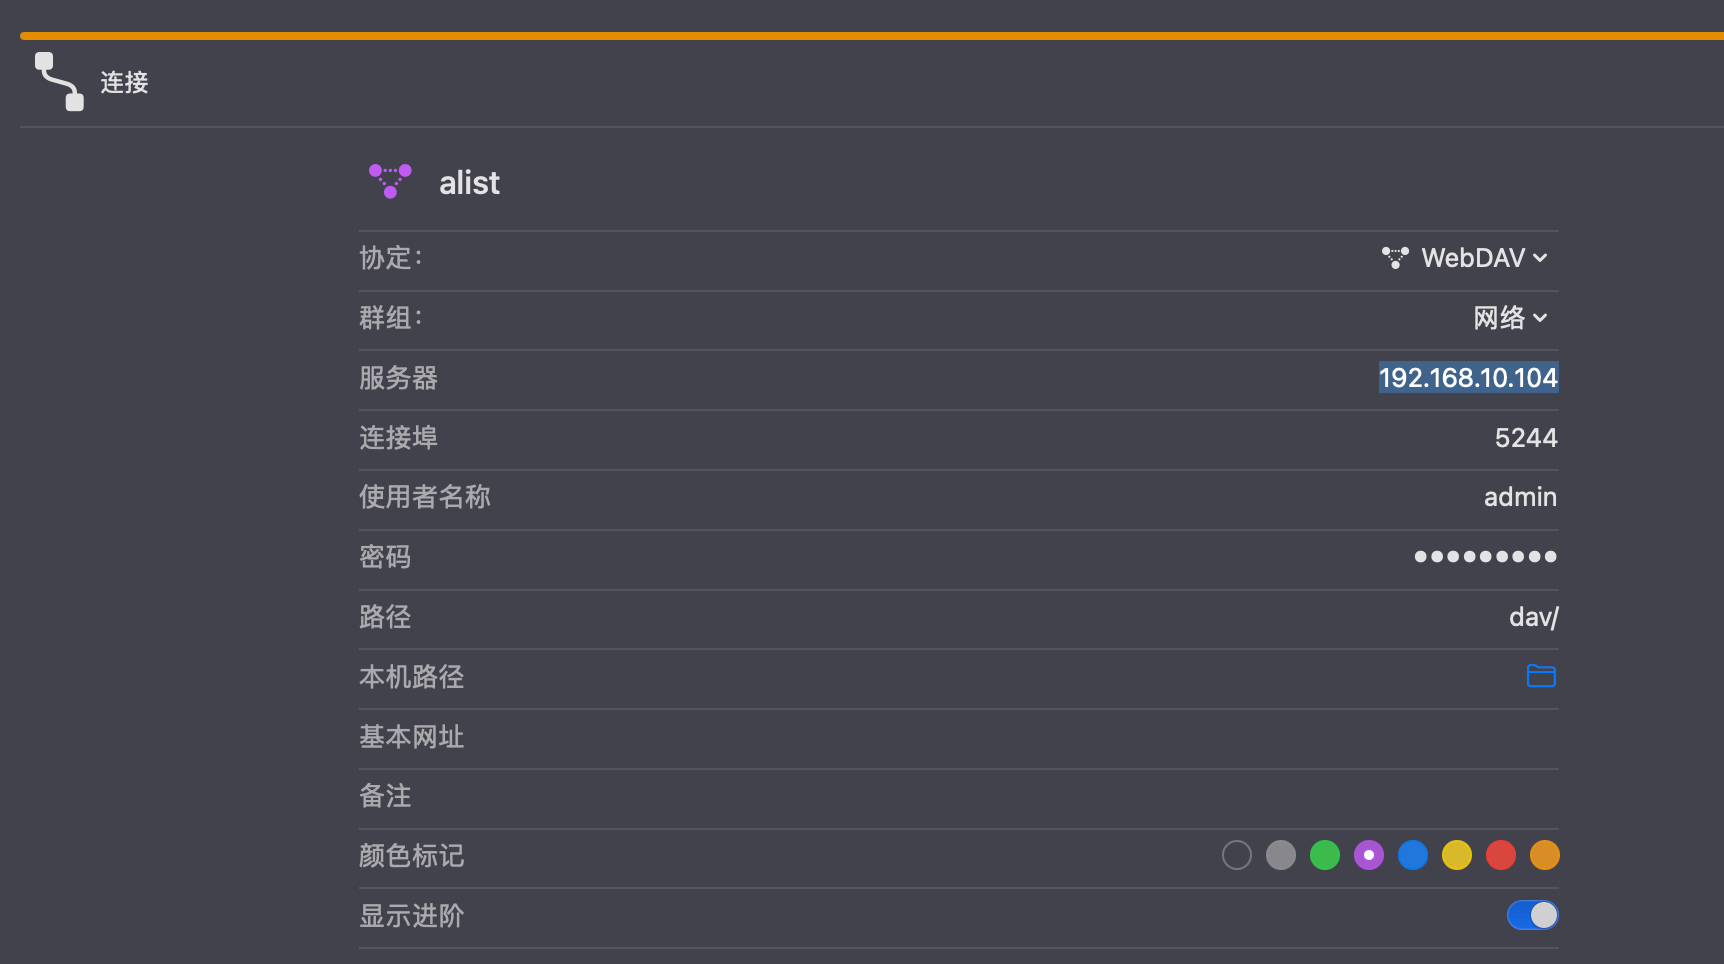 连接
alist
协定：
WebDAV
群组：
网络
服务器
192.168.10.104
连接埠
5244
使用者名称
admin
密码
●●●●●●●●●
路径
dav/
本机路径
基本网址
备注
颜色标记
显示进阶